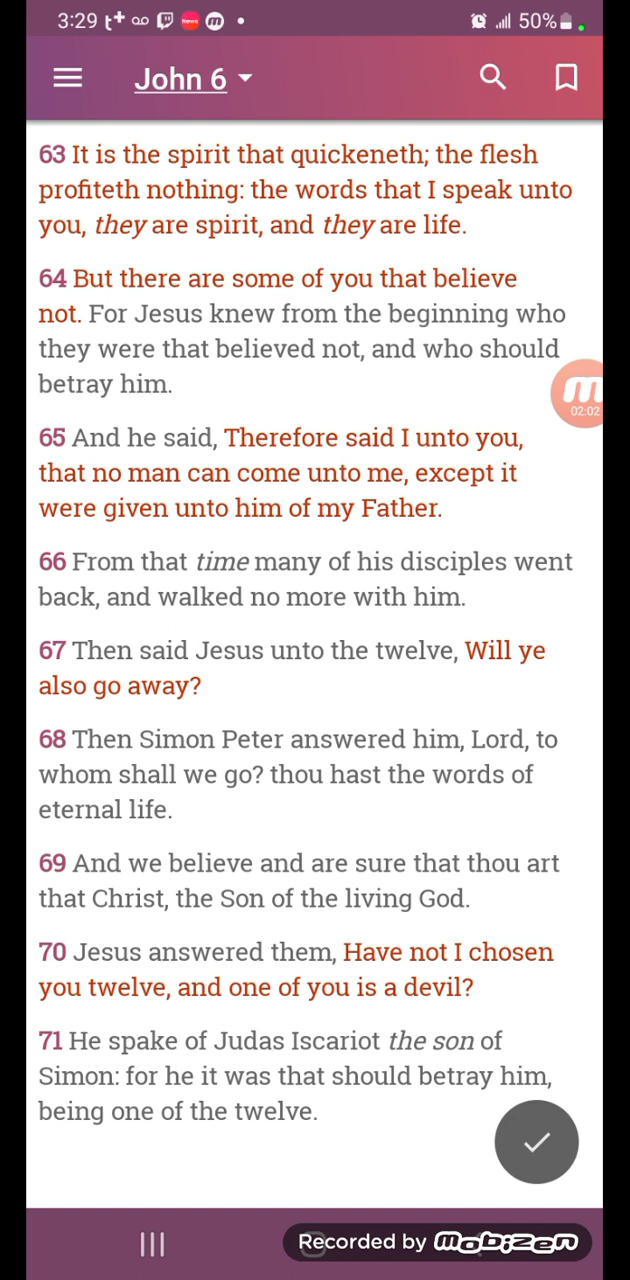 3:29
News
50%
John 6
63 It is the spirit that quickeneth; the flesh
profiteth nothing: the words that I speak unto
you, they are spirit, and they are life.
64 But there are some of you that believe
not. For Jesus knew from the beginning who
they were that believed not, and who should
betray him.
02:02
65 And he said, Therefore said I unto you,
that no man can come unto me, except it
were given unto him of my Father.
66 From that time many of his disciples went
back, and walked no more with him.
67 Then said Jesus unto the twelve, Will ye
also go away?
68 Then Simon Peter answered him, Lord, to
whom shall we go? thou hast the words of
eternal life.
69 And we believe and are sure that thou art
that Christ, the Son of the living God.
70 Jesus answered them, Have not I chosen
you twelve, and one of you is a devil?
71 He spake of Judas Iscariot the son of
Simon: for he it was that should betray him,
being one of the twelve.
Recorded by mobizen